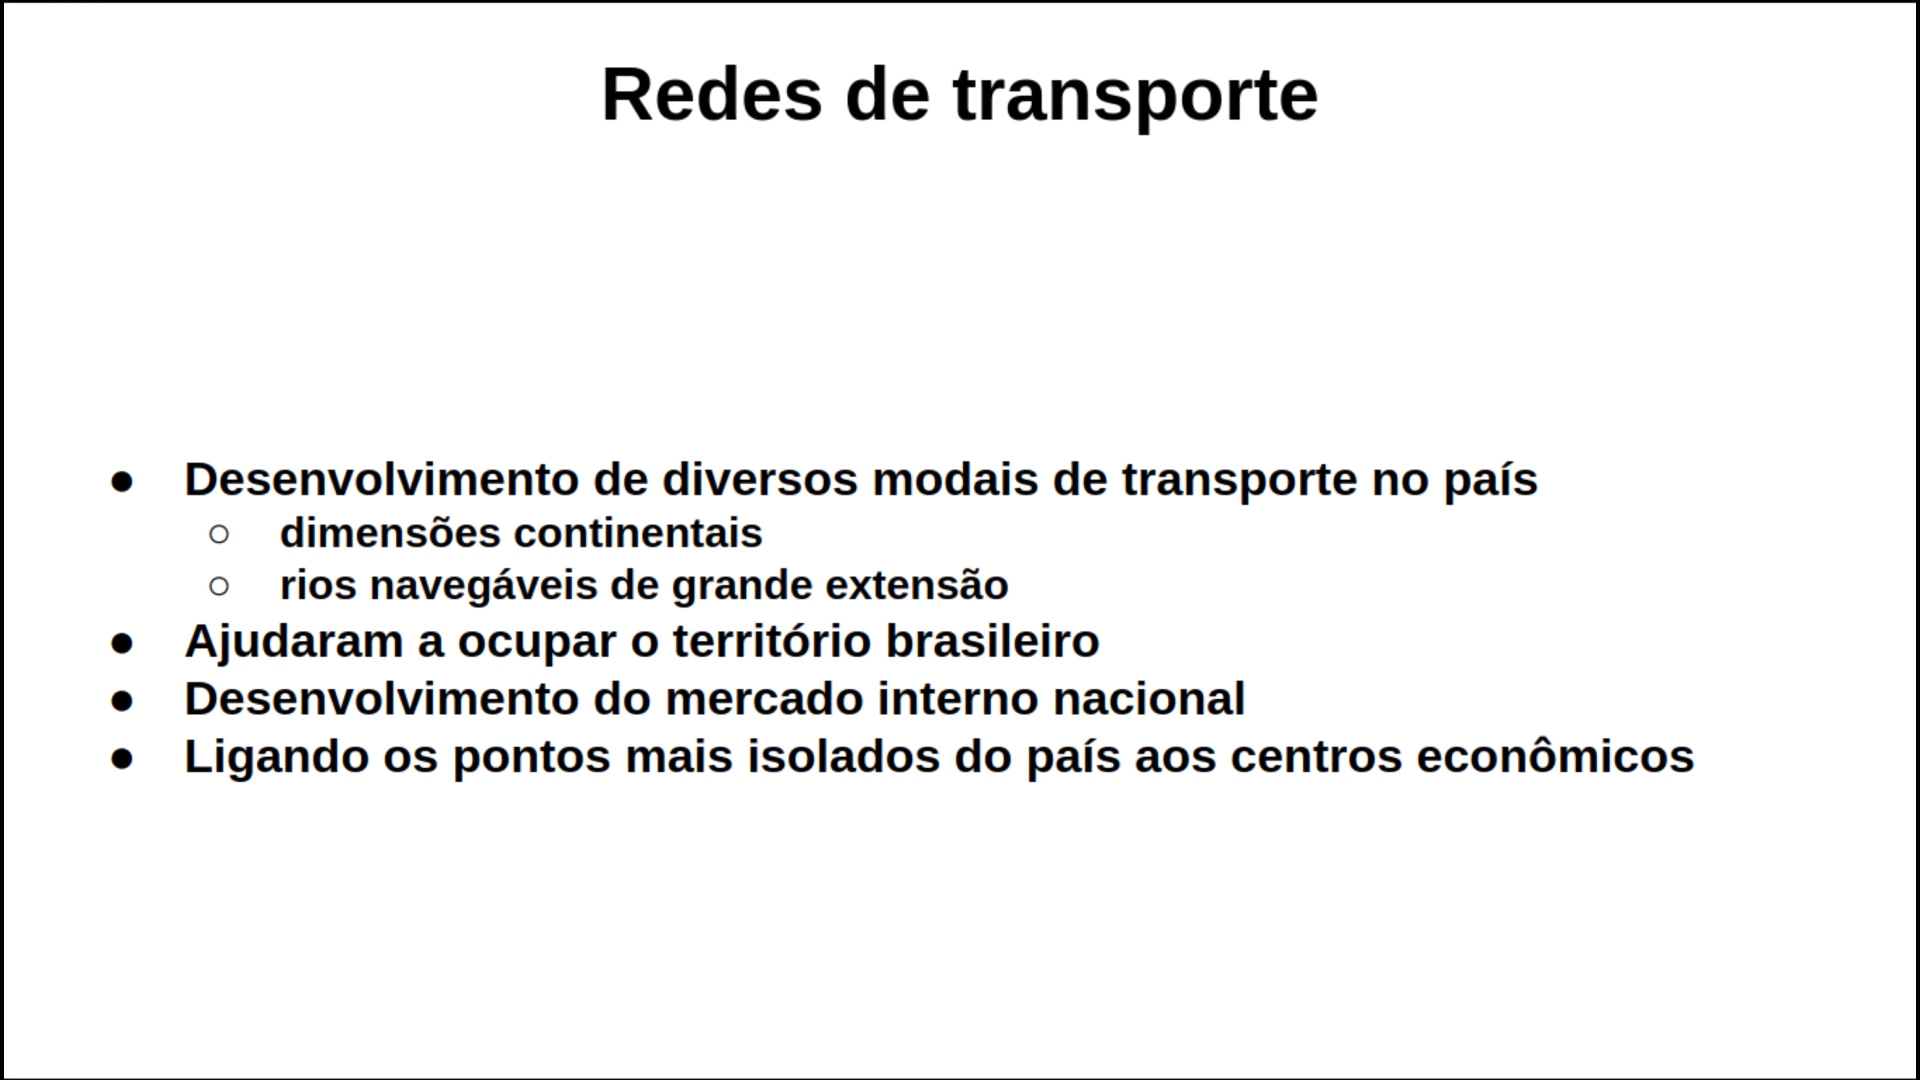 Redes de transporte
● Desenvolvimento de diversos modais de transporte no país
○ dimensões continentais
○ rios navegáveis de grande extensão
● Ajudaram a ocupar o território brasileiro
● Desenvolvimento do mercado interno nacional
● Ligando os pontos mais isolados do país aos centros econômicos